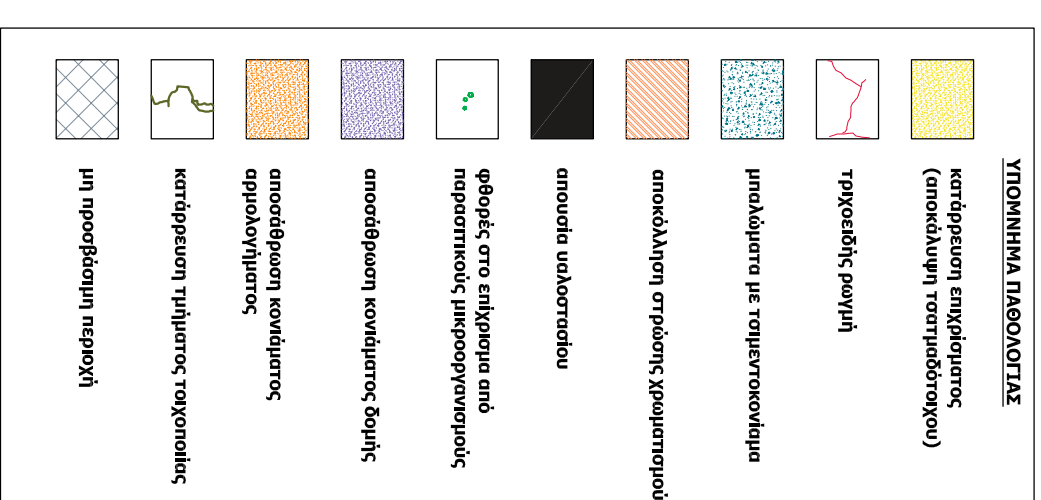 ΥΠΟΜΝΗΜΑ ΠΑΘΟΛΟΓΙΑΣ
κατάρρευση επιχρίσματος
(αποκάλυψη τσατμαδότοιχου)
τριχοειδής ρωγμή
μπαλώματα με τσιμεντοκονίαμα
αποκόλληση στρώσης χρωματισμού
απουσία υαλοστασίου
φθορές στο επίχρισμα από
παρασιτικούς μικροοργανισμούς
αποσάθρωση κονιάματος δομής
αποσάθρωση κονιάματος
αρμολογήματος
κατάρρευση τμήματος τοιχοποιίας
μη προσβάσιμη περιοχή